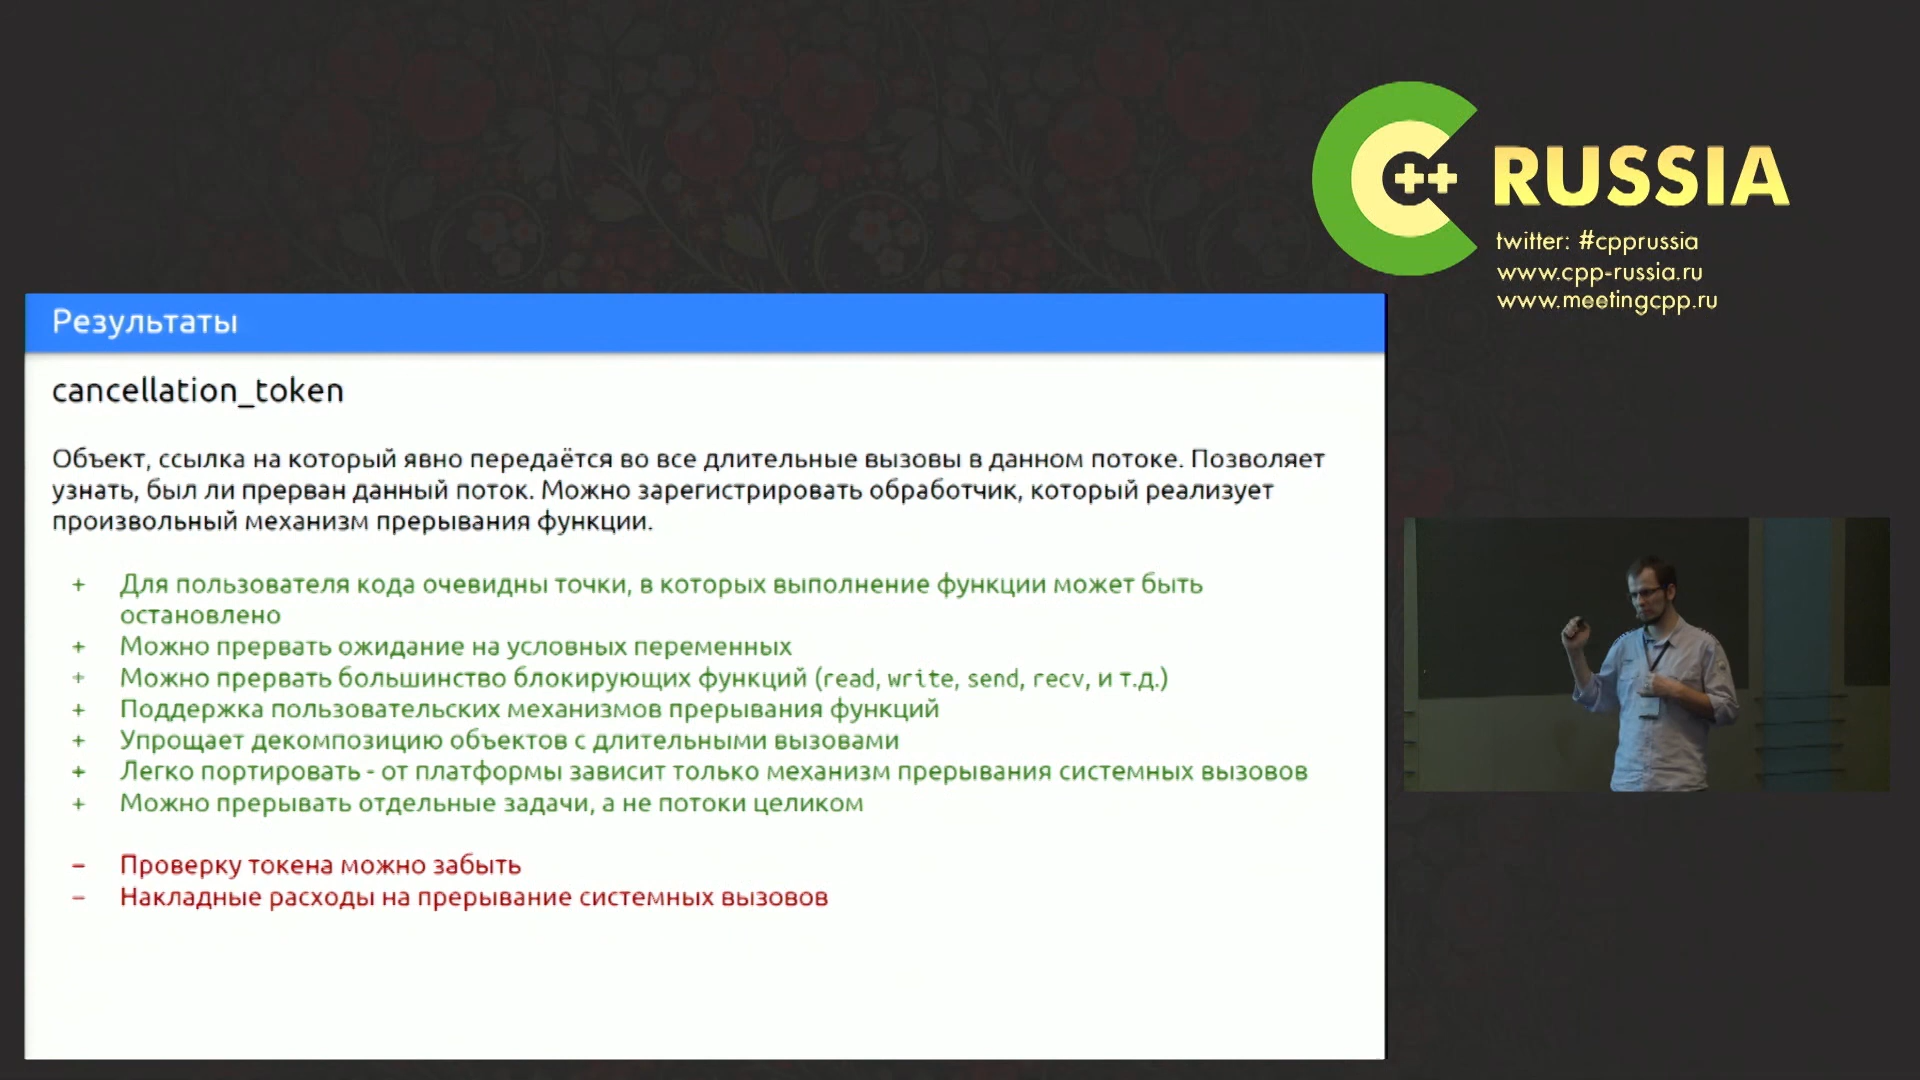 ++ RUSSIA
twitter: #cpprussia
www.cpp-russia.ru
www.meetingcpp.ru
Результаты
cancellation_token
Объект, ссылка на который явно передаётся во все длительные вызовы в данном потоке. Позволяет
узнать, был ли прерван данный поток. Можно зарегистрировать обработчик, который реализует
произвольный механизм прерывания функции.
+ Для пользователя кода очевидны точки, в которых выполнение функции может быть
остановлено
+ Можно прервать ожидание на условных переменных
+ Можно прервать большинство блокирующих функций (read, write, send, recv, и т.д.)
+ Поддержка пользовательских механизмов прерывания функций
+ Упрощает декомпозицию объектов с длительными вызовами
+ Легко портировать - от платформы зависит только механизм прерывания системных вызовов
+ Можно прерывать отдельные задачи, а не потоки целиком
− Проверку токена можно забыть
− Накладные расходы на прерывание системных вызовов